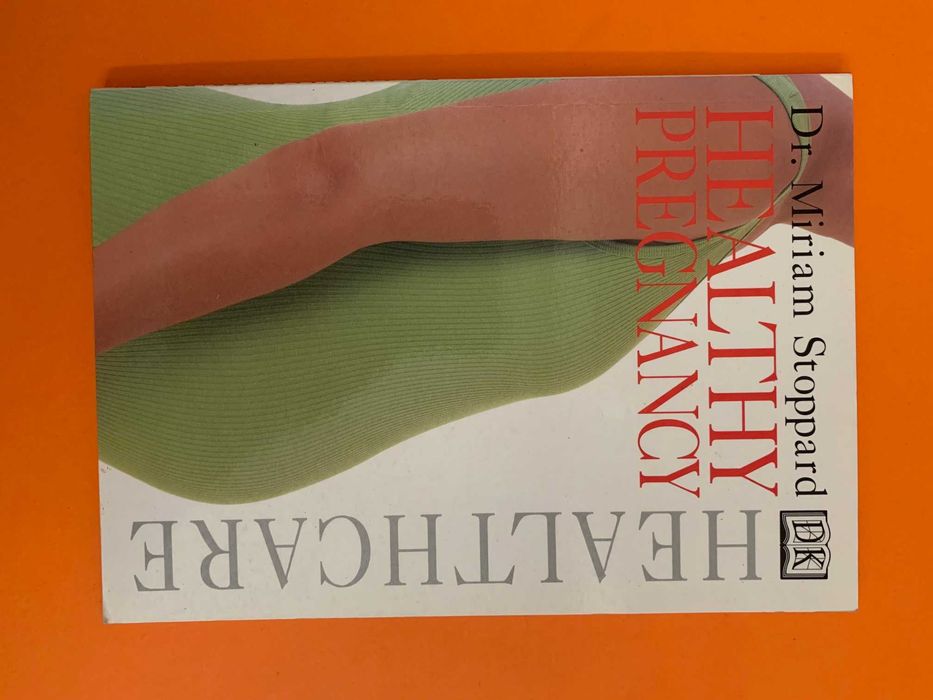 Dr. Miriam Stoppard
HEALTHY
PREGNANCY
HEALTHCARE
DK